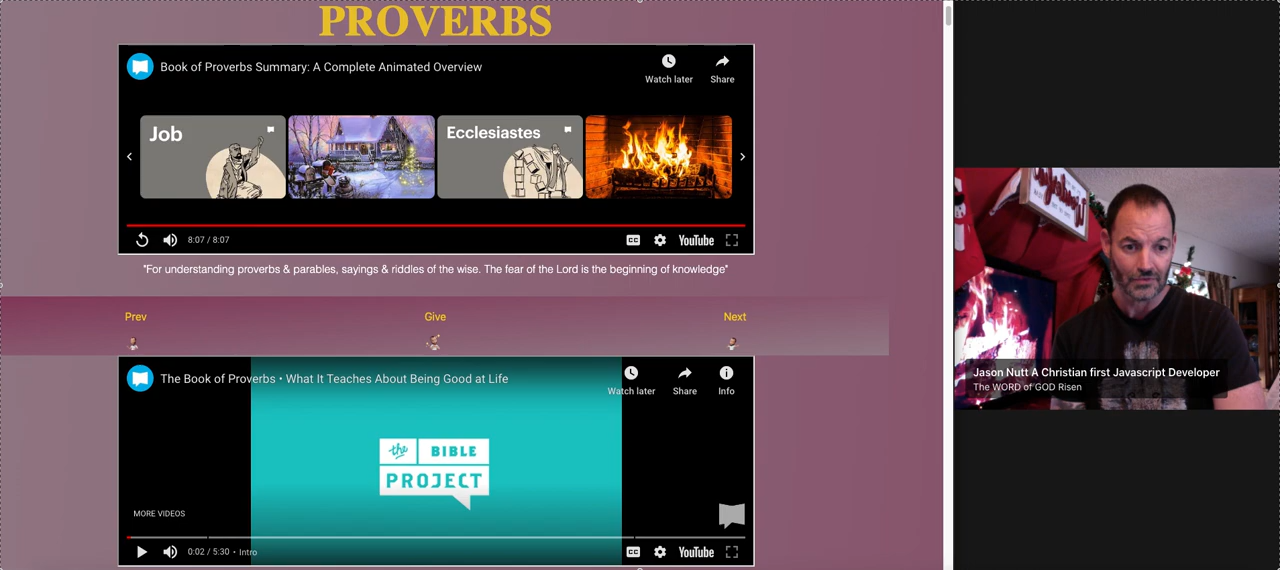 PROVERBS
Book of Proverbs Summary: A Complete Animated Overview
Watch later
Share
Job
Ecclesiastes
8:07 / 8:07
CC
YouTube
"For understanding proverbs & parables, sayings & riddles of the wise. The fear of the Lord is the beginning of knowledge"
Prev
Give
Next
The Book of Proverbs • What It Teaches About Being Good at Life
Watch later
Share
Info
the BIBLE
PROJECT
MORE VIDEOS
0:02 / 5:30 • Intro
CC
YouTube
Jason Nutt A Christian first Javascript Developer
The WORD of GOD Risen